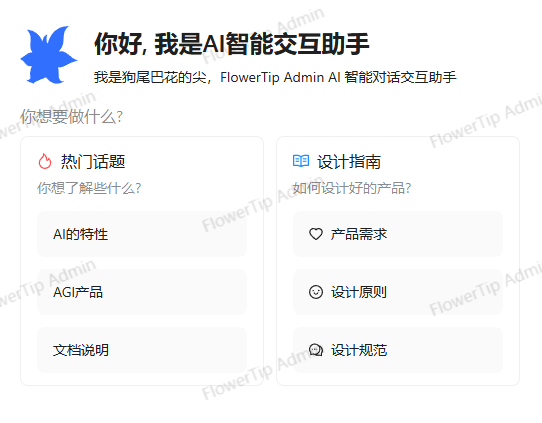 你好, 我是AI智能交互助手
我是狗尾巴花的尖，FlowerTip Admin AI 智能对话交互助手
你想要做什么?
热门话题
你想了解些什么?
AI的特性
AGI产品
文档说明
设计指南
如何设计好的产品?
产品需求
设计原则
设计规范
FlowerTip Admin
FlowerTip Admin
FlowerTip Admin
FlowerTip Admin
FlowerTip Admin
FlowerTip Admin
FlowerTip Admin